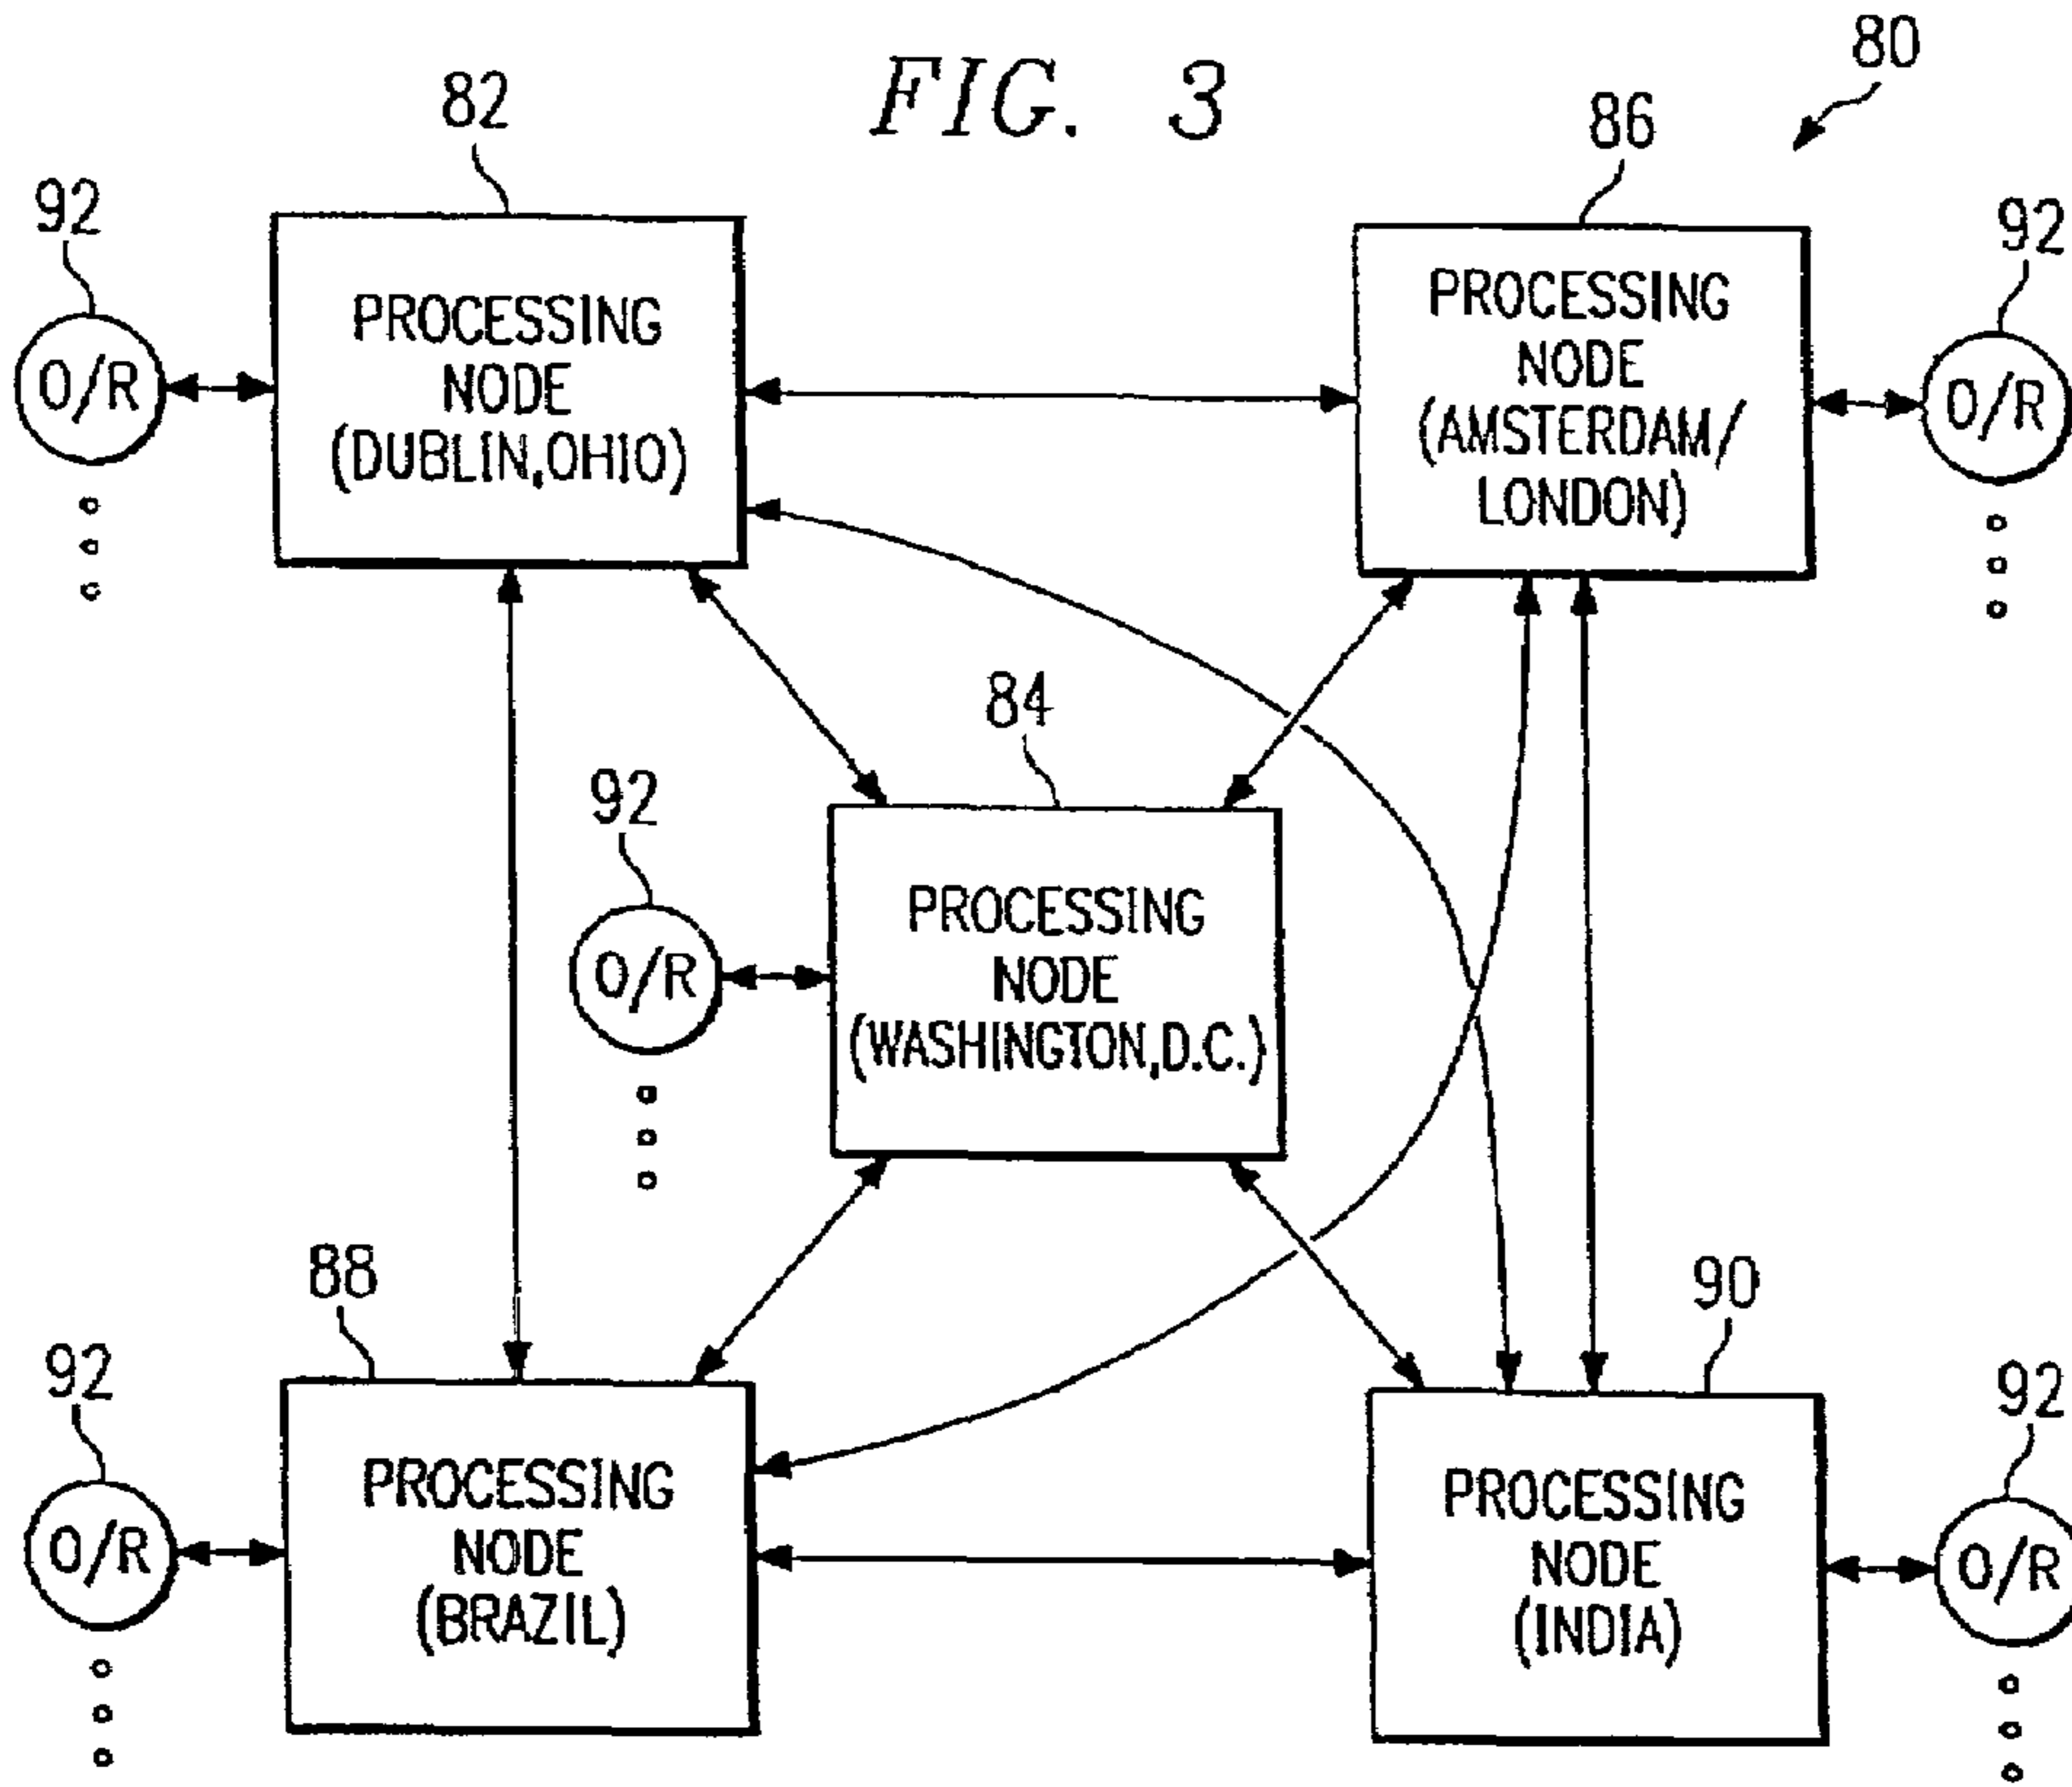 FIG. 3
80
82
86
92
92
PROCESSING
NODE
(DUBLIN,OHIO)
PROCESSING
NODE
(AMSTERDAM/
LONDON)
O/R
O/R
84
92
PROCESSING
NODE
(WASHINGTON,D.C.)
O/R
88
90
92
92
PROCESSING
NODE
(BRAZIL)
PROCESSING
NODE
(INDIA)
O/R
O/R